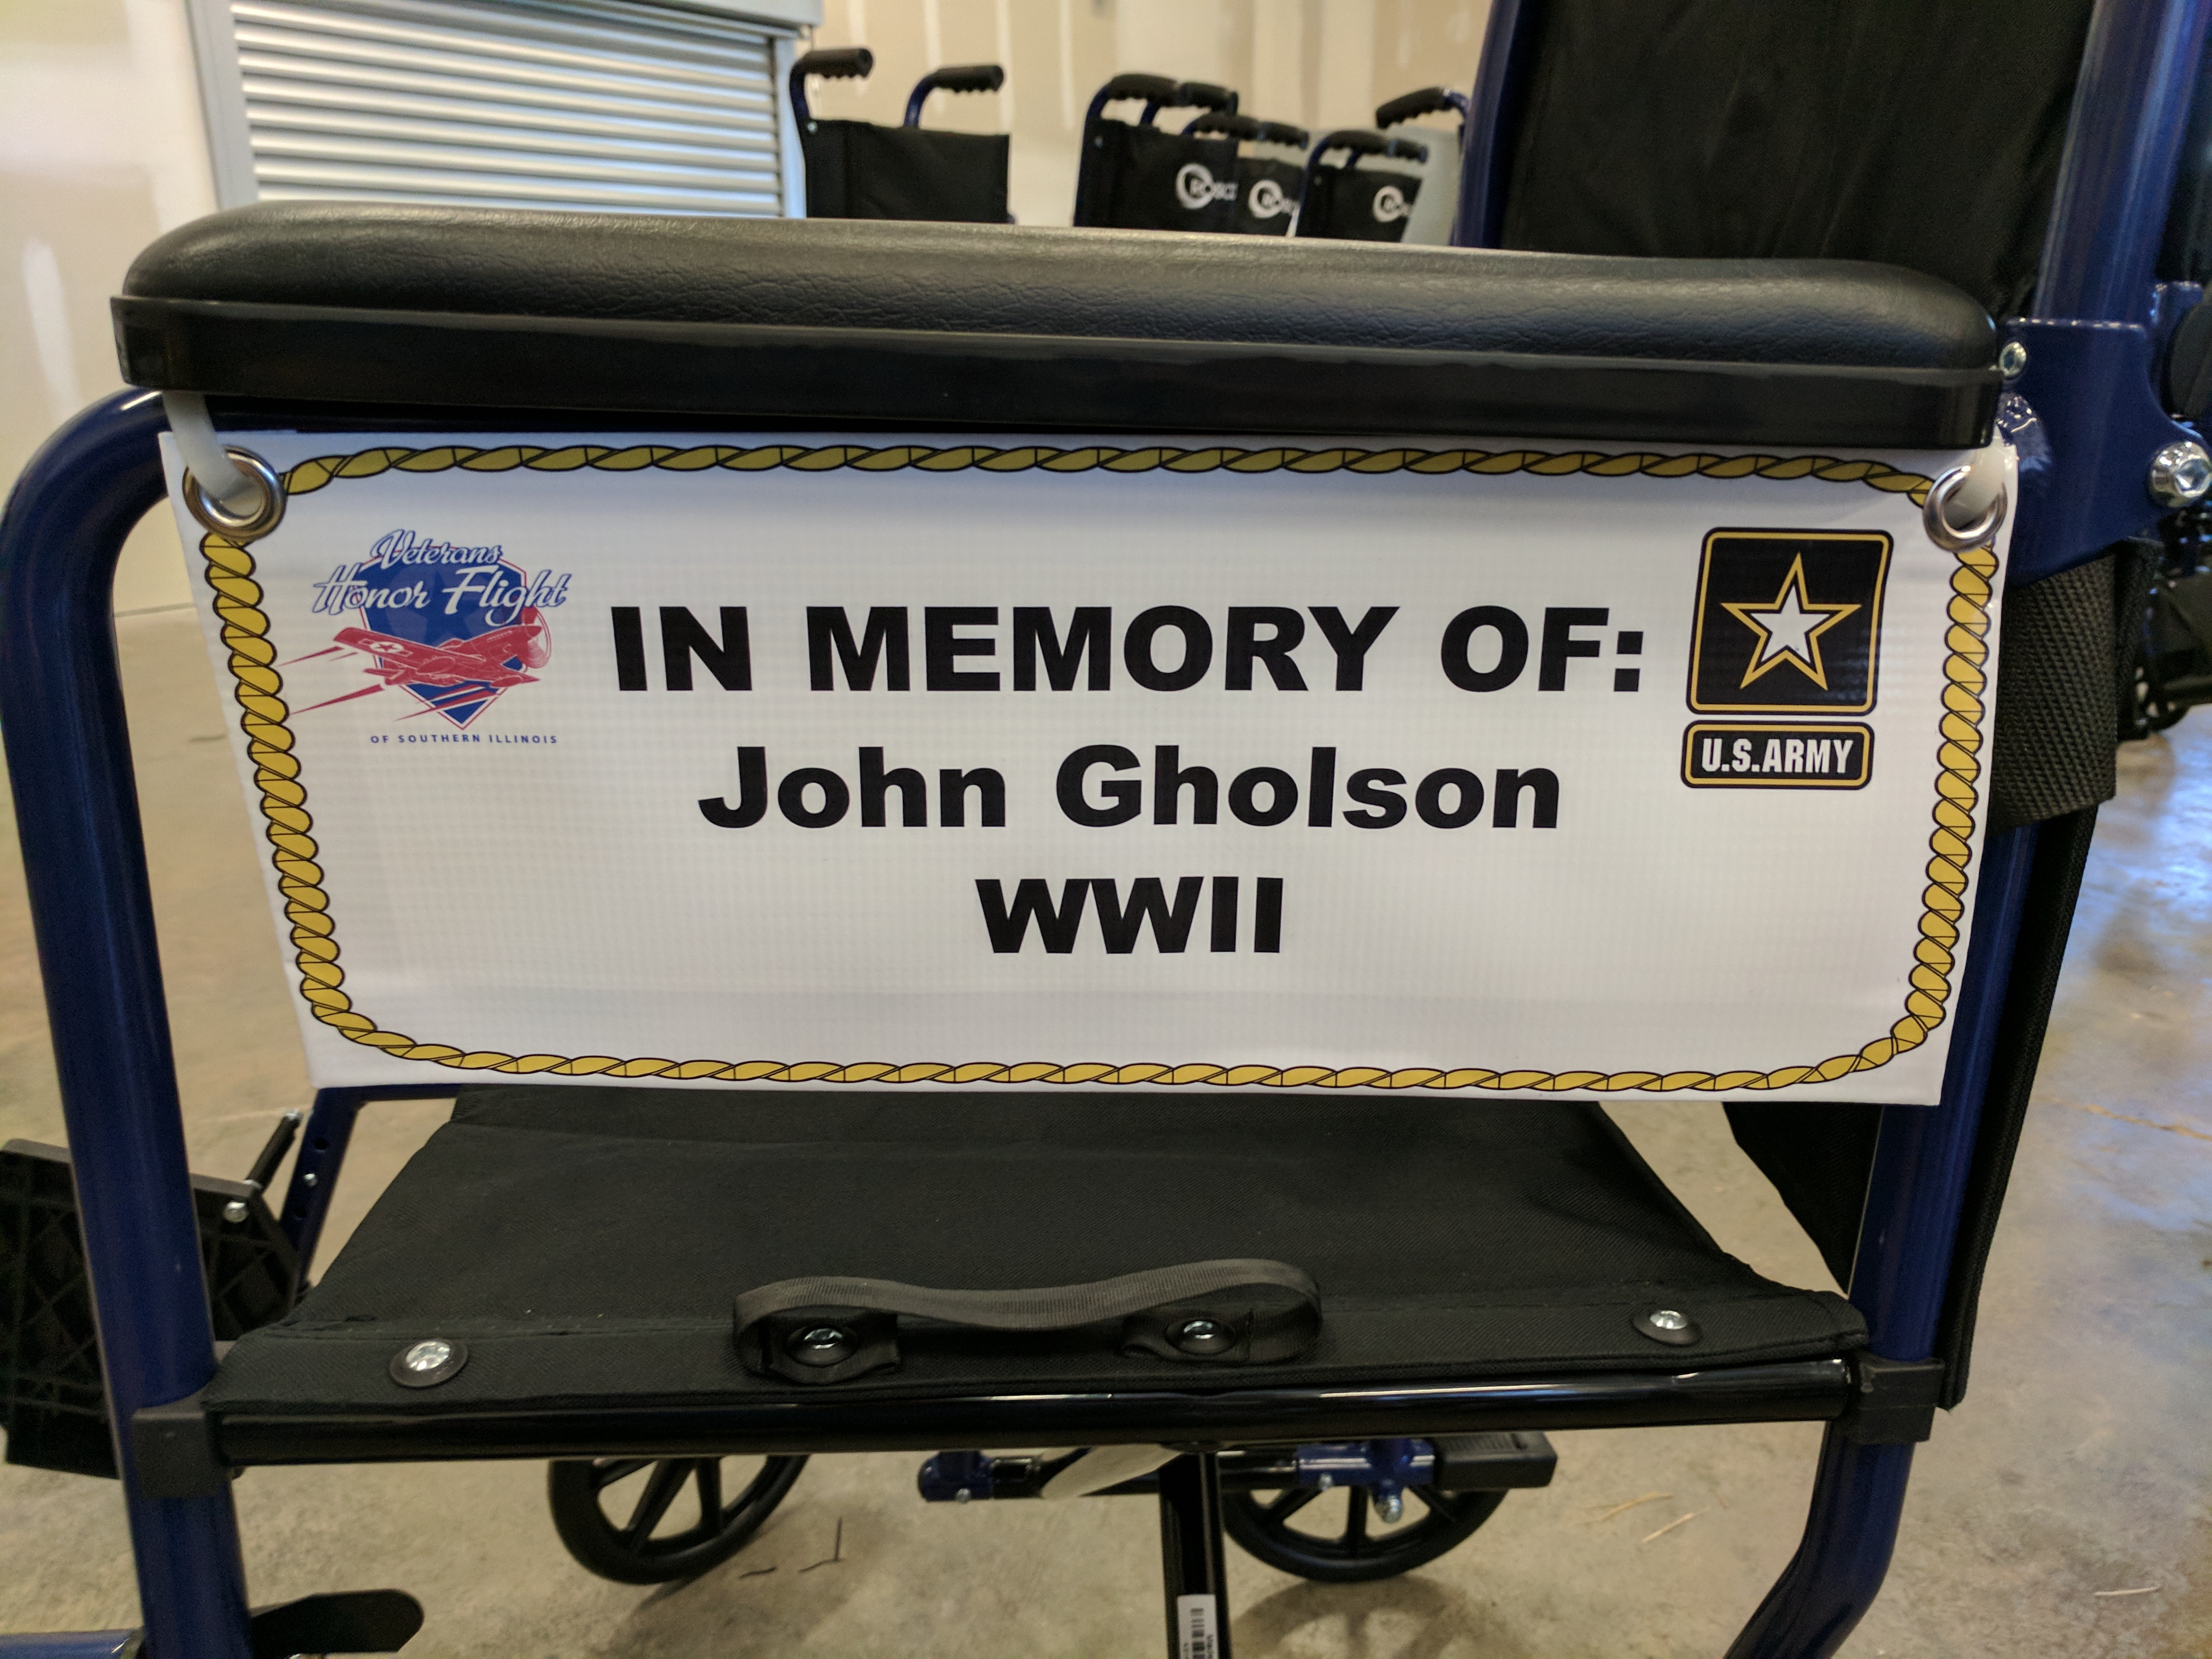 Veterans
Honor Flight
OF SOUTHERN ILLINOIS
IN MEMORY OF:
John Gholson
WWII
U.S.ARMY